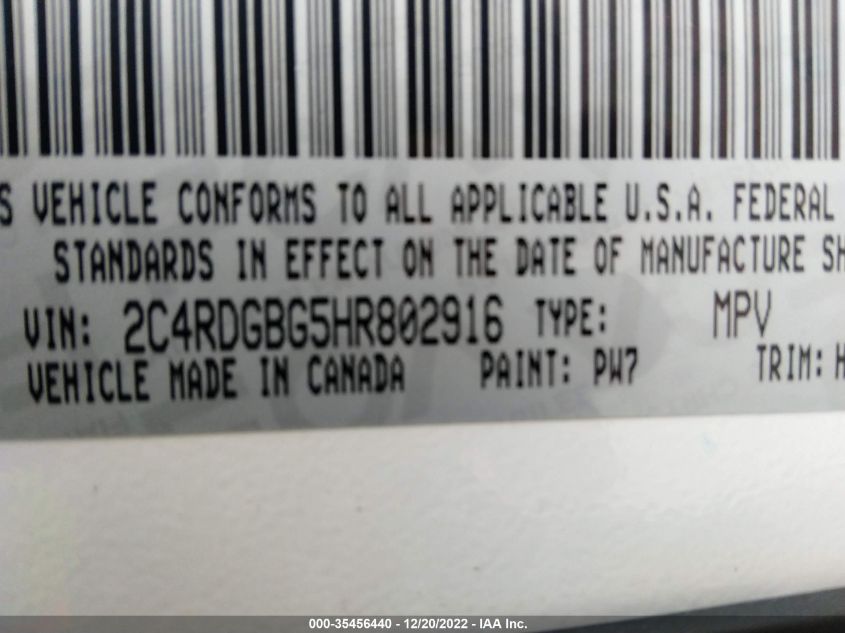 S VEHICLE CONFORMS TO ALL APPLICABLE U.S.A. FEDERAL
STANDARDS IN EFFECT ON THE DATE OF MANUFACTURE SH
VIN: 2C4RDGBG5HR802916 TYPE: MPV
VEHICLE MADE IN CANADA PAINT: PW7 TRIM: H
000-35456440 - 12/20/2022 - IAA Inc.